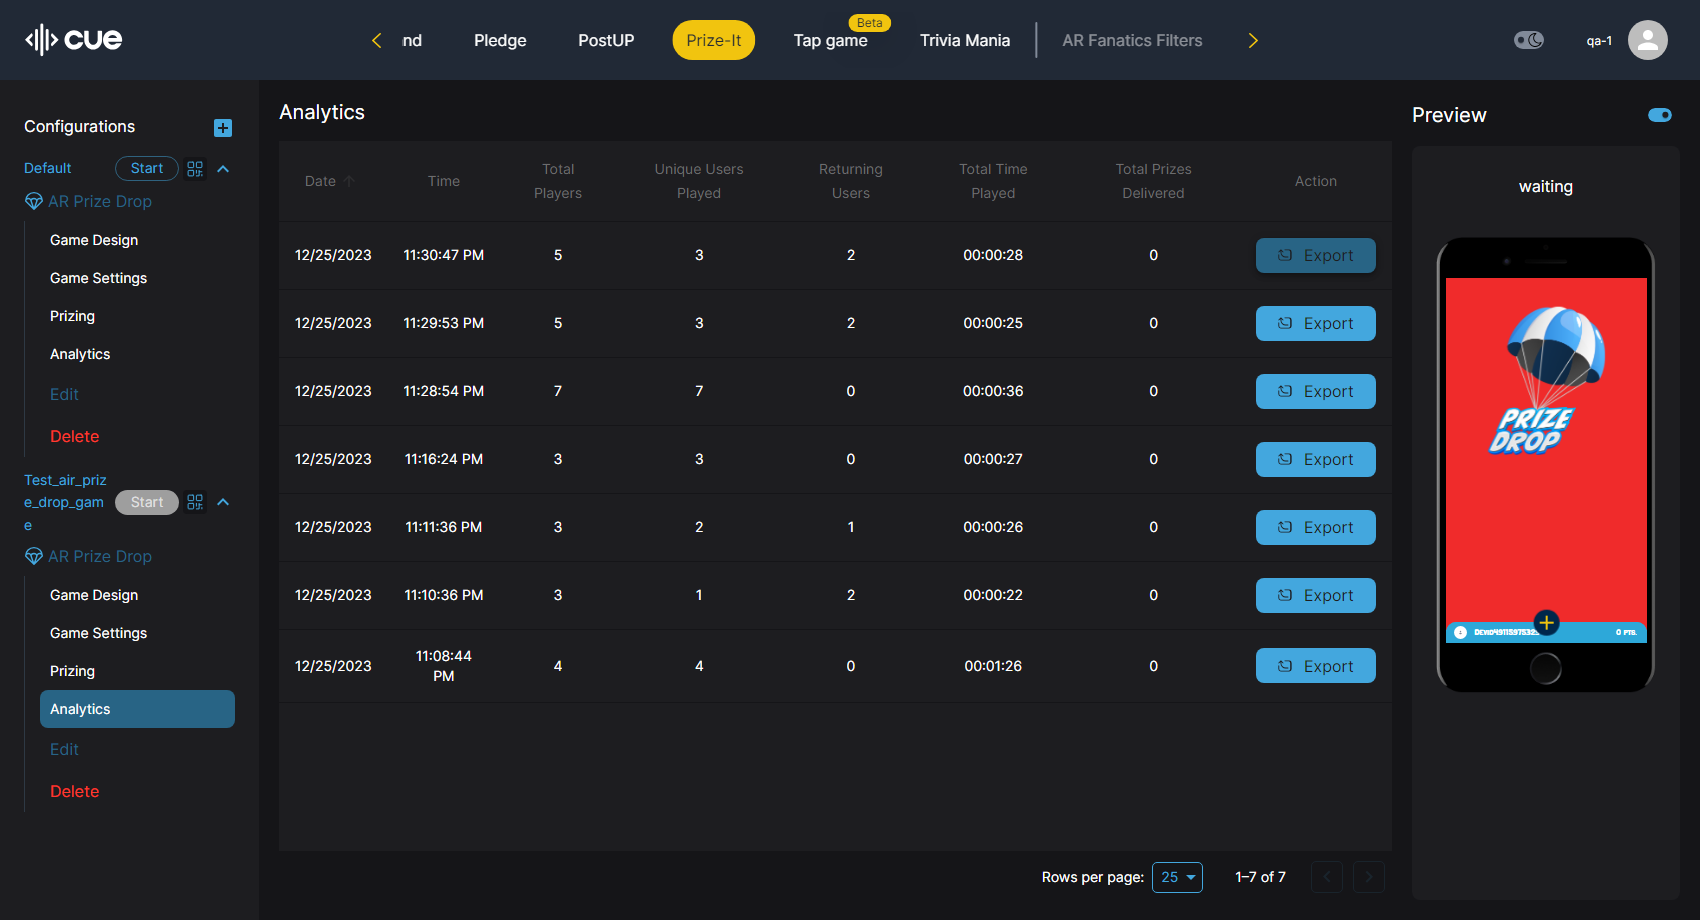 cue
nd
Pledge
PostUP
Prize-It
Beta
Tap game
Trivia Mania
AR Fanatics Filters
qa-1
Configurations
Default
Start
AR Prize Drop
Game Design
Game Settings
Prizing
Analytics
Edit
Delete
Test_air_priz
e_drop_gam
e
Start
AR Prize Drop
Game Design
Game Settings
Prizing
Analytics
Edit
Delete
Analytics
Date Time Total Players Unique Users Played Returning Users Total Time Played Total Prizes Delivered Action
12/25/2023 11:30:47 PM 5 3 2 00:00:28 0 Export
12/25/2023 11:29:53 PM 5 3 2 00:00:25 0 Export
12/25/2023 11:28:54 PM 7 7 0 00:00:36 0 Export
12/25/2023 11:16:24 PM 3 3 0 00:00:27 0 Export
12/25/2023 11:11:36 PM 3 2 1 00:00:26 0 Export
12/25/2023 11:10:36 PM 3 1 2 00:00:22 0 Export
12/25/2023 11:08:44 PM 4 4 0 00:01:26 0 Export
Rows per page: 25 1–7 of 7
Preview
waiting
PRIZE
DROP
0 PTS.